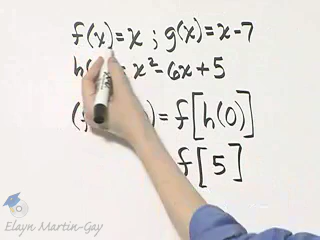 f(x) = x ; g(x) = x - 7
h( = x² - 6x + 5
( ) = f[h(0)]
f[5]
Elayn Martin-Gay